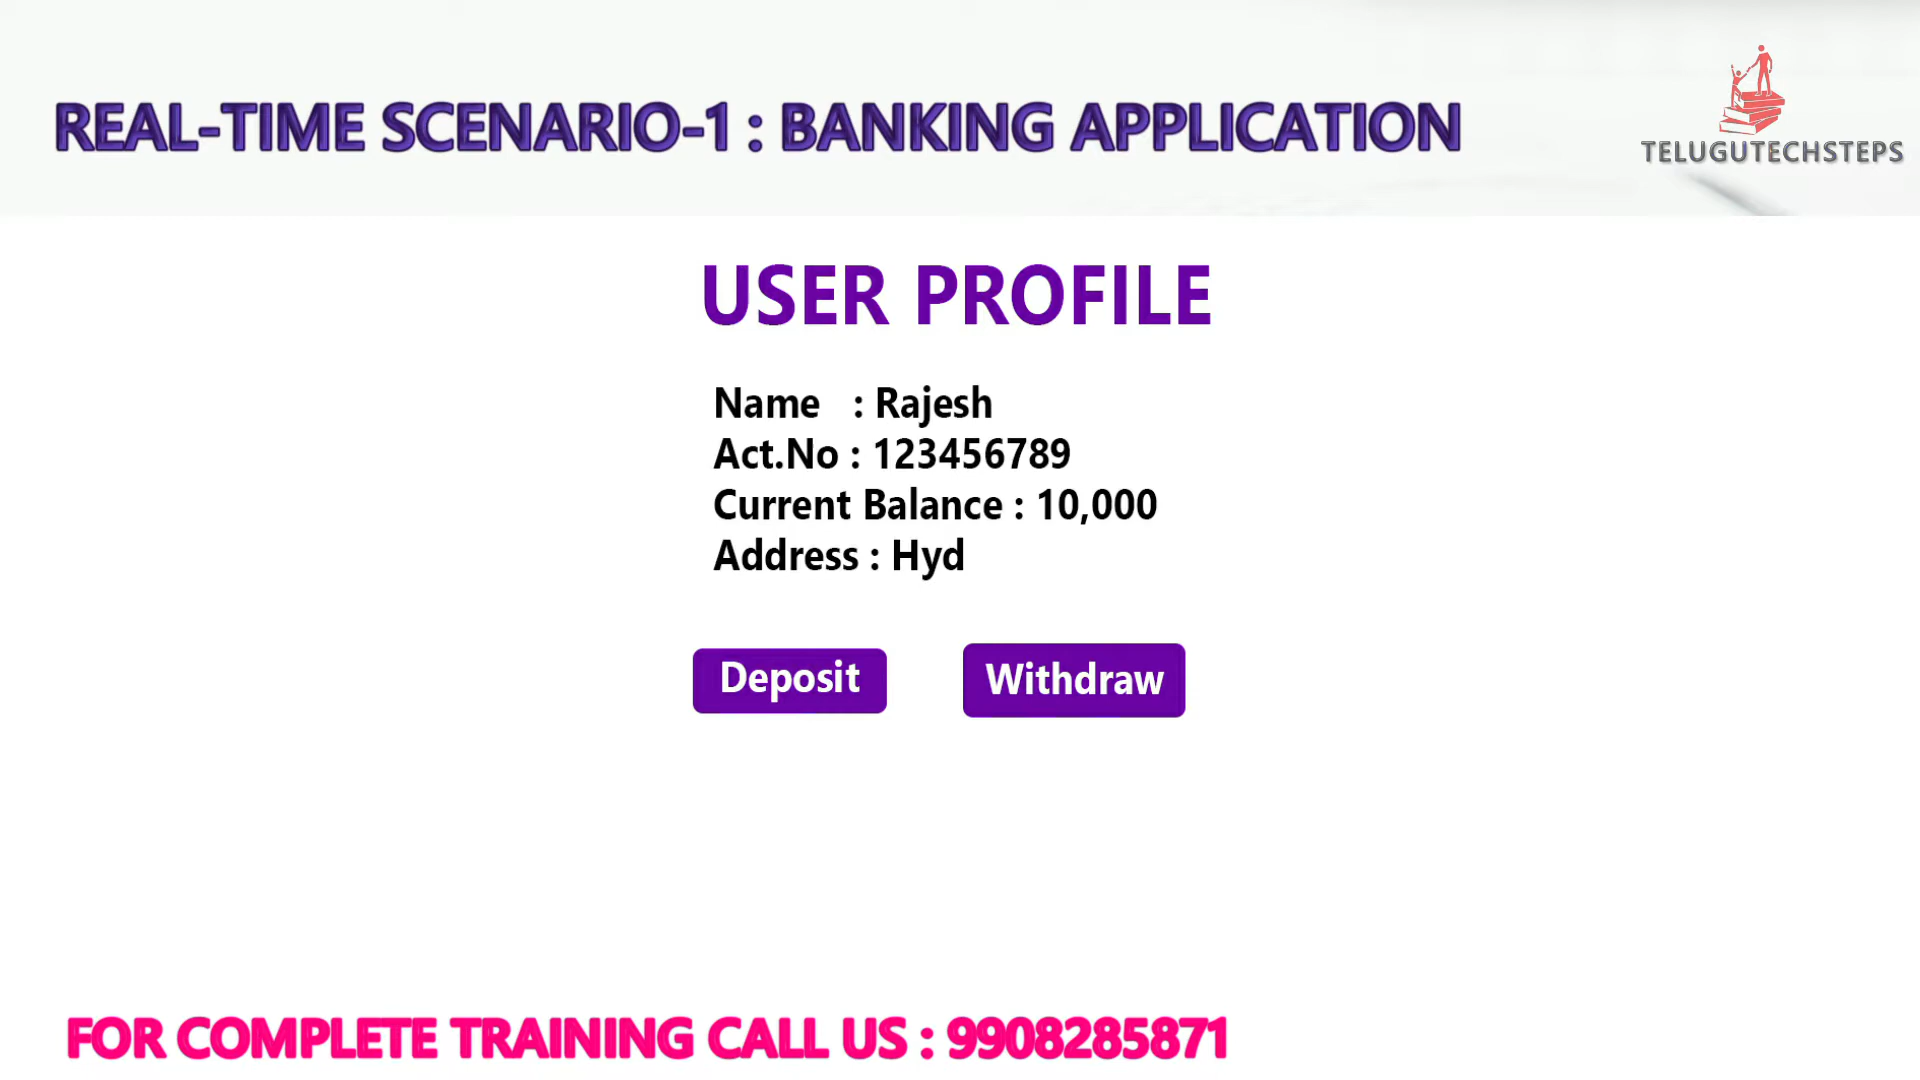 REAL-TIME SCENARIO-1 : BANKING APPLICATION
TELUGUTECHSTEPS
USER PROFILE
Name : Rajesh
Act.No : 123456789
Current Balance : 10,000
Address : Hyd
Deposit
Withdraw
FOR COMPLETE TRAINING CALL US : 9908285871